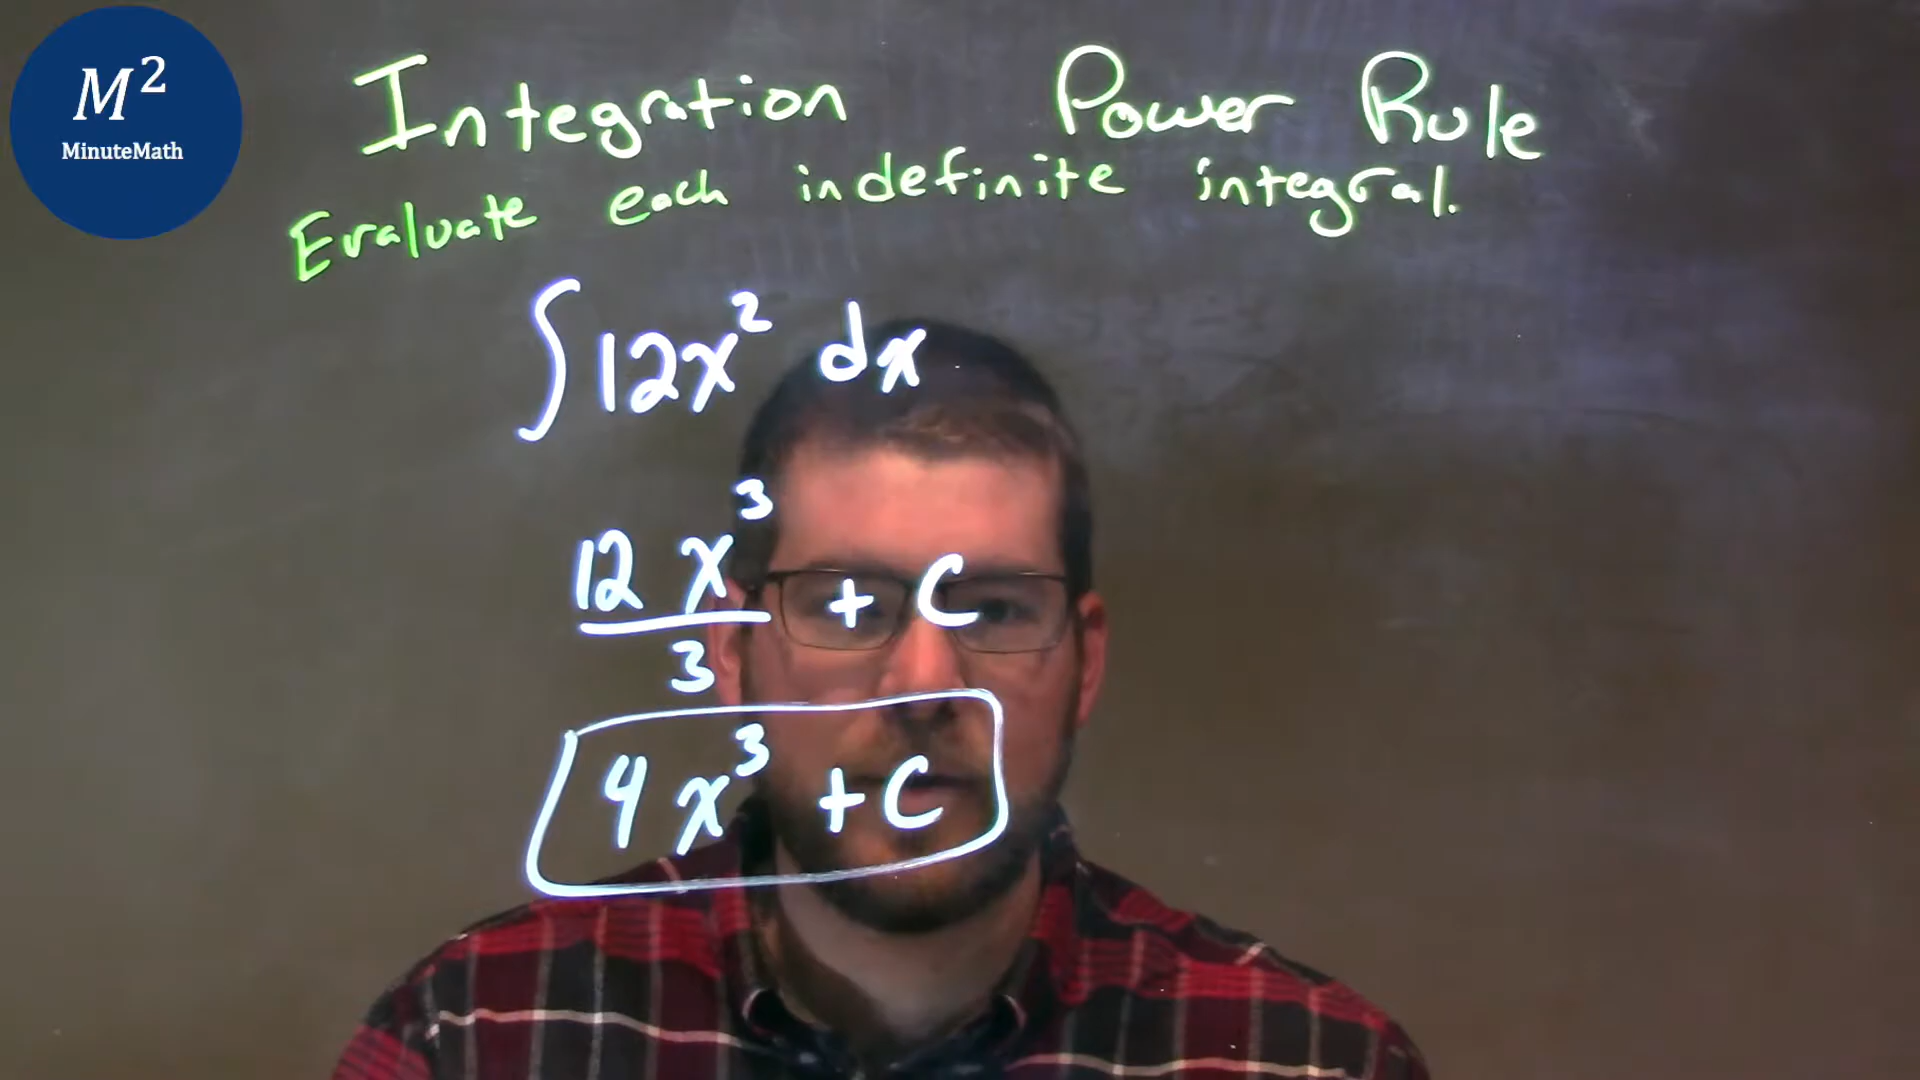 M²
MinuteMath
Integration Power Rule
Evaluate each indefinite integral.
∫12x² dx
12x³/3 + C
4x³ + C